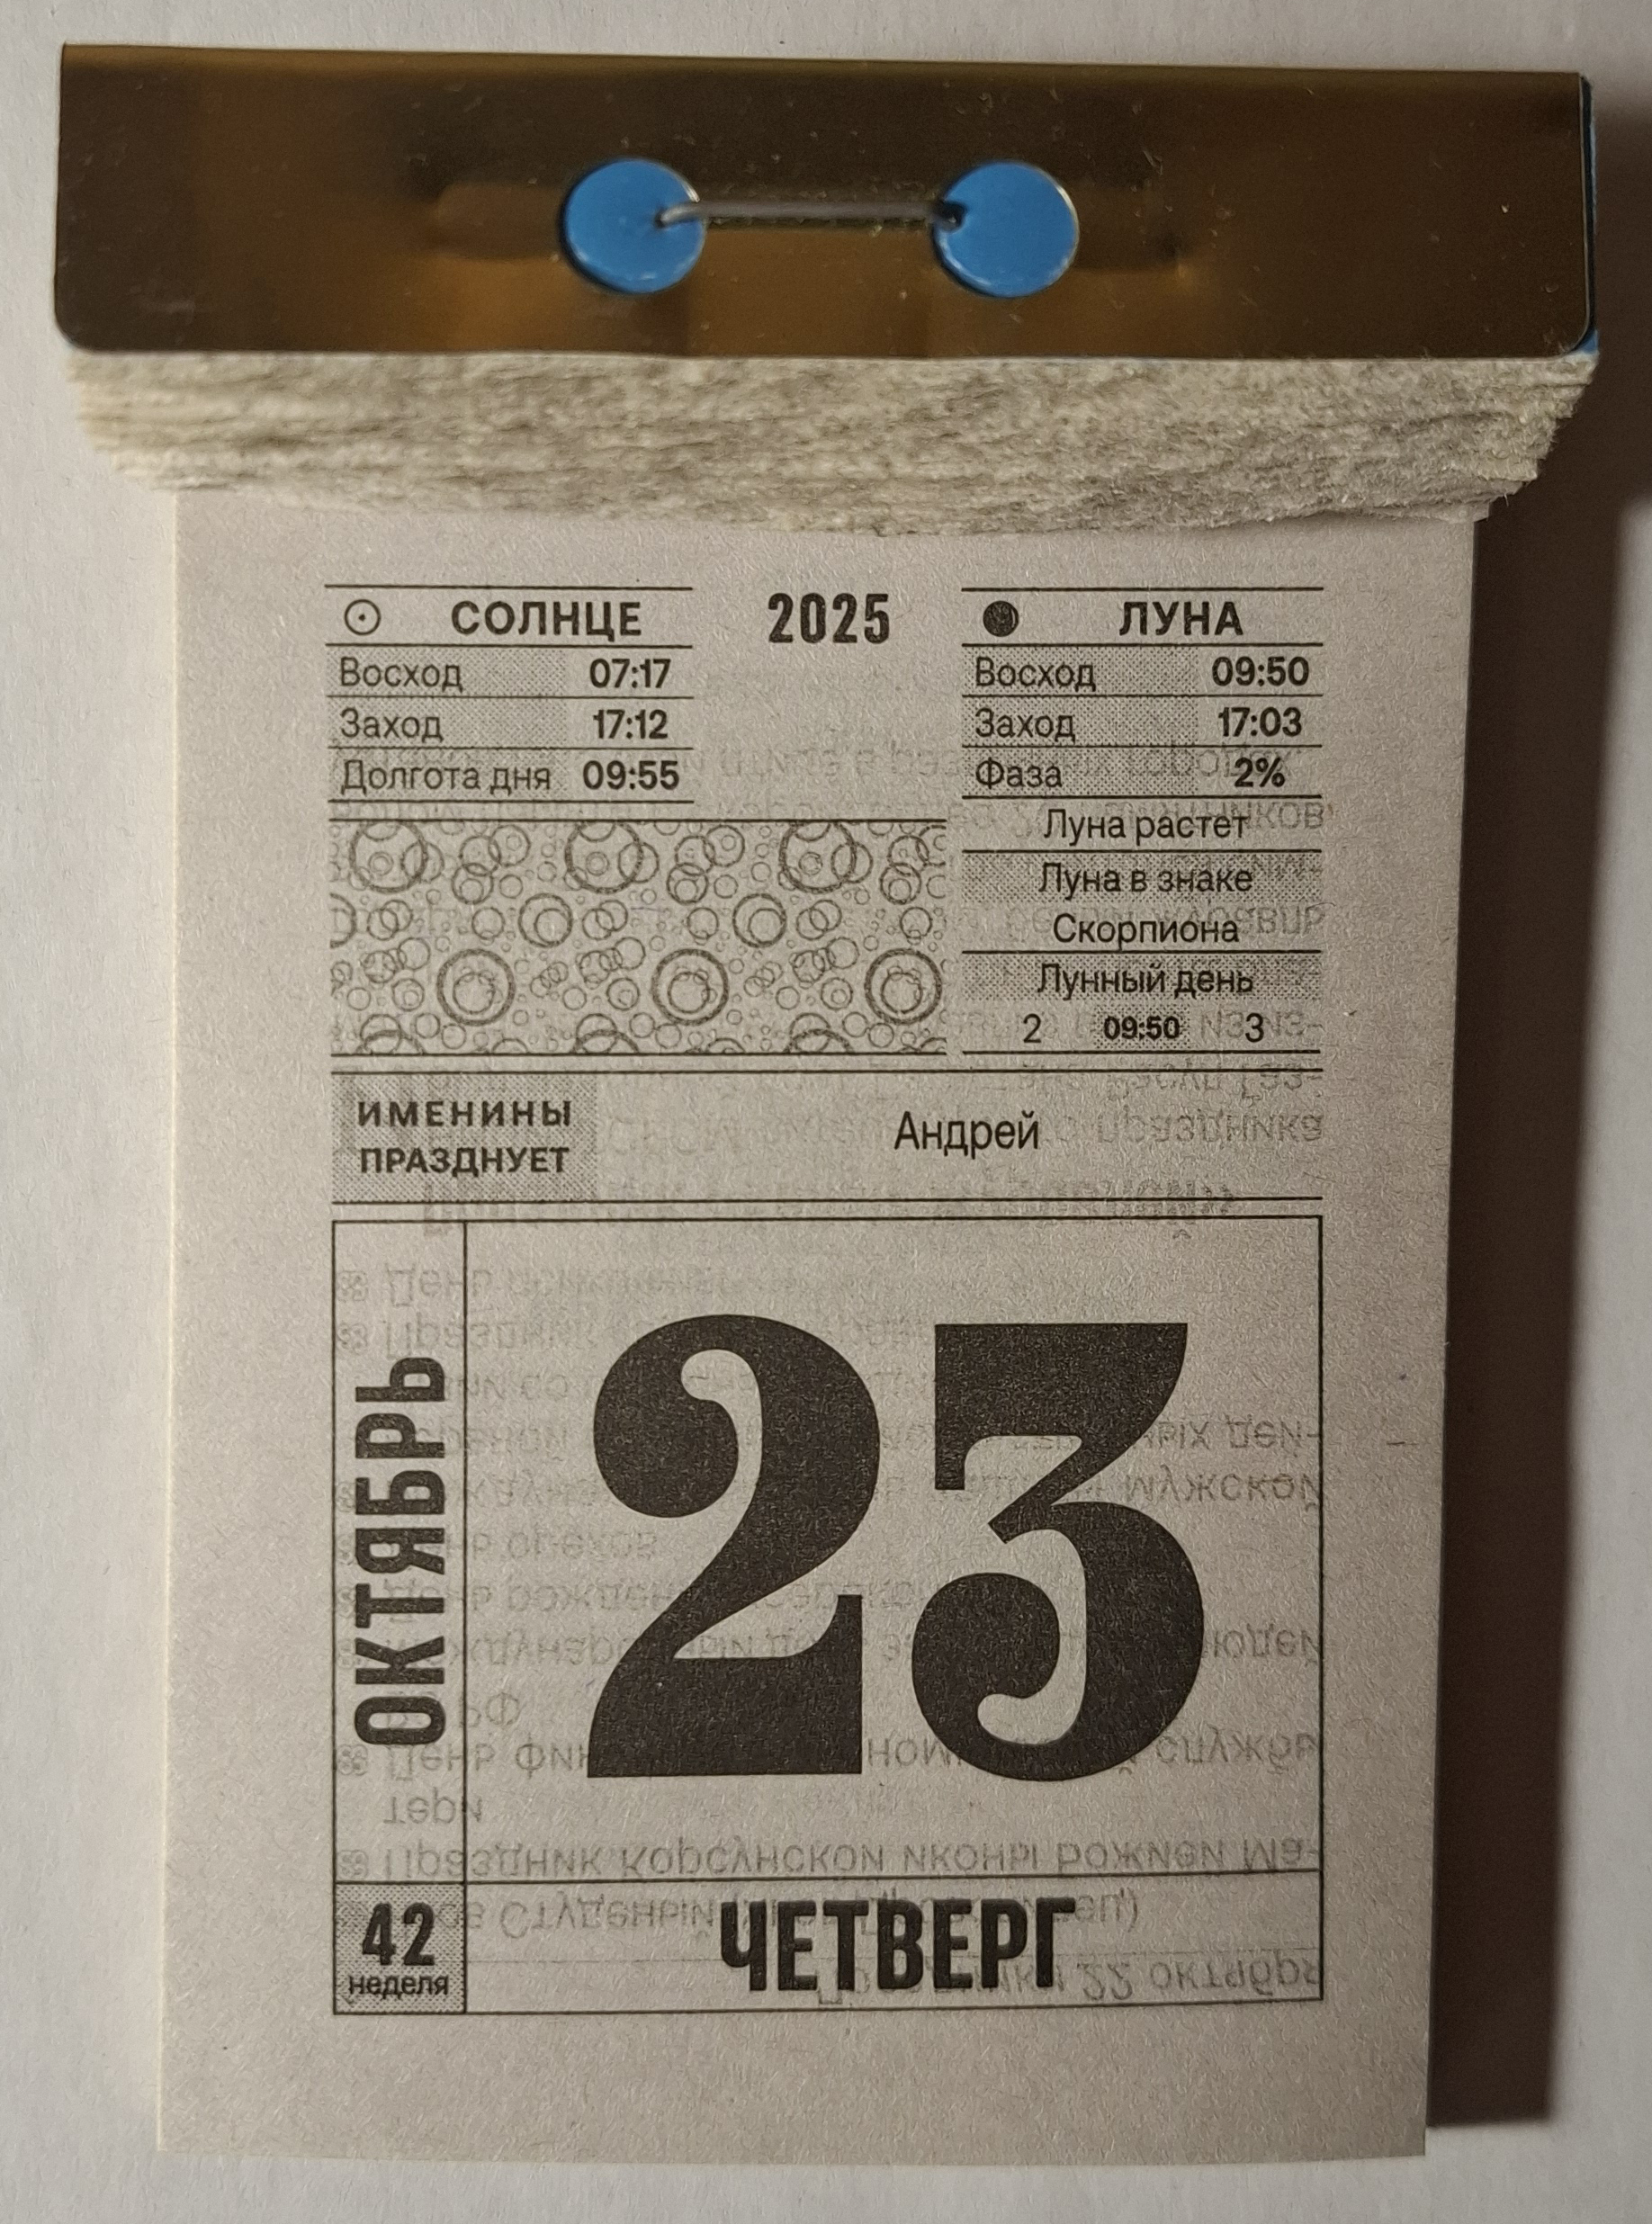 2025
СОЛНЦЕ
Восход 07:17
Заход 17:12
Долгота дня 09:55
ЛУНА
Восход 09:50
Заход 17:03
Фаза 2%
Луна растет
Луна в знаке
Скорпиона
Лунный день
2 09:50 3
ИМЕНИНЫ
ПРАЗДНУЕТ
Андрей
ОКТЯБРЬ
23
42
неделя
ЧЕТВЕРГ